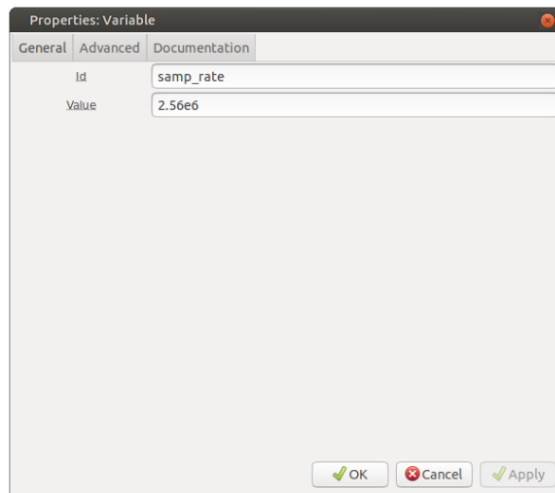 Properties: Variable
General Advanced Documentation
Id samp_rate
Value 2.56e6
OK Cancel Apply